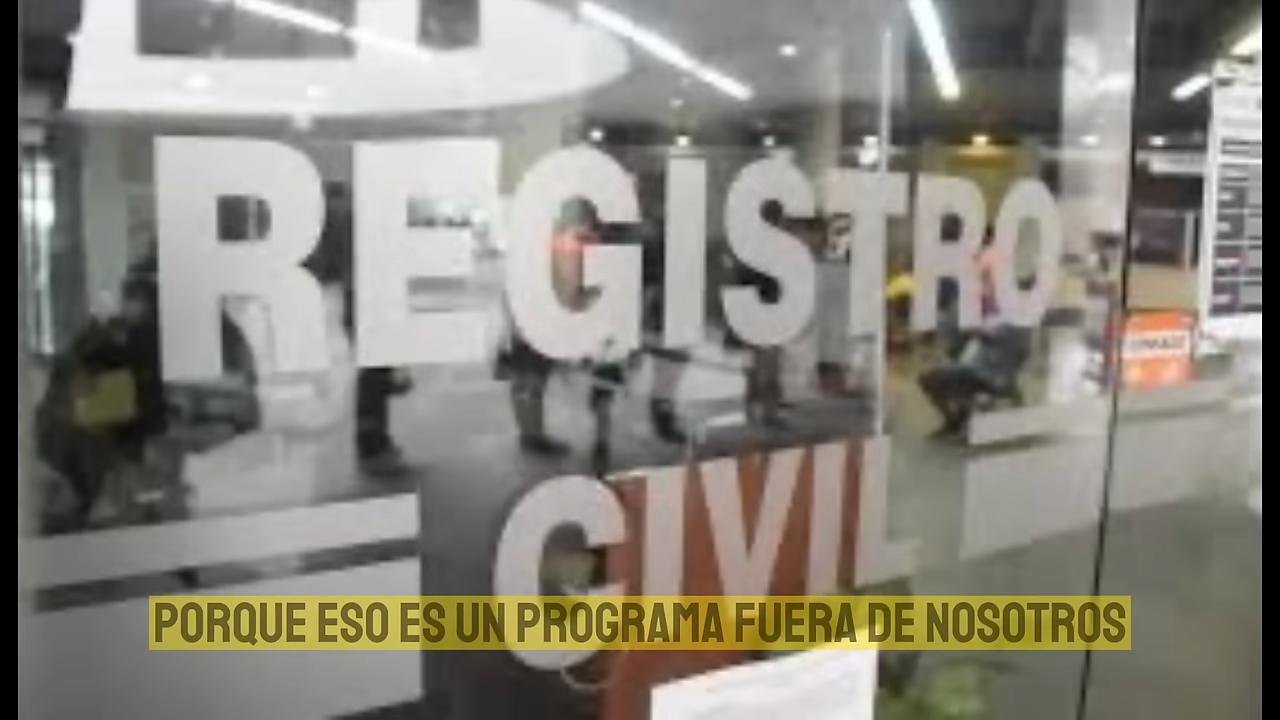 REGISTRO
CIVIL
PORQUE ESO ES UN PROGRAMA FUERA DE NOSOTROS